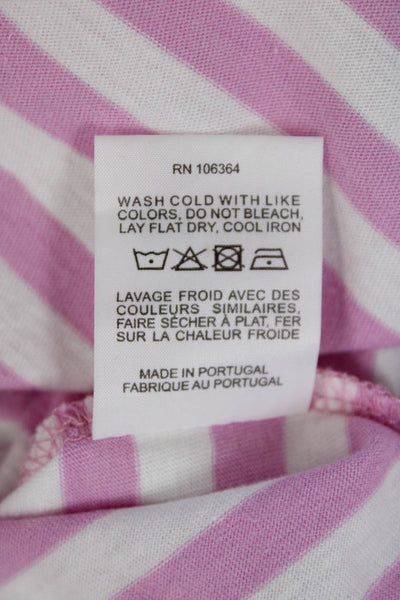 RN 106364
WASH COLD WITH LIKE
COLORS, DO NOT BLEACH,
LAY FLAT DRY, COOL IRON
LAVAGE FROID AVEC DES
COULEURS SIMILAIRES,
FAIRE SÉCHER À PLAT, FER
SUR LA CHALEUR FROIDE
MADE IN PORTUGAL
FABRIQUE AU PORTUGAL